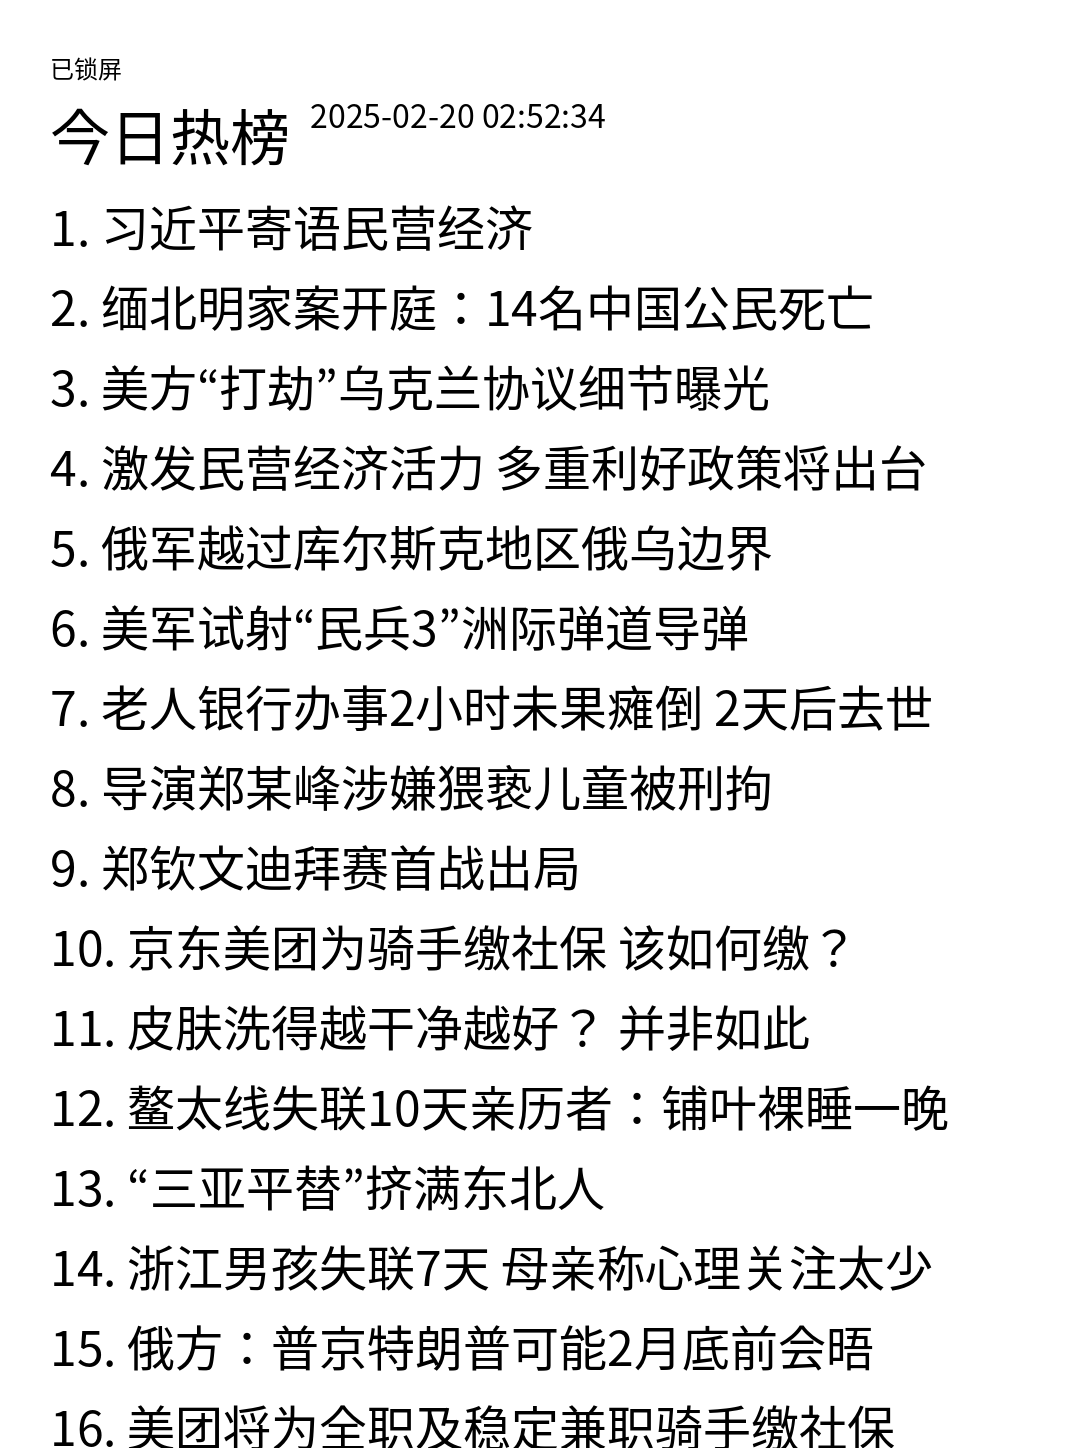 已锁屏
今日热榜 2025-02-20 02:52:34
1. 习近平寄语民营经济
2. 缅北明家案开庭：14名中国公民死亡
3. 美方“打劫”乌克兰协议细节曝光
4. 激发民营经济活力 多重利好政策将出台
5. 俄军越过库尔斯克地区俄乌边界
6. 美军试射“民兵3”洲际弹道导弹
7. 老人银行办事2小时未果瘫倒 2天后去世
8. 导演郑某峰涉嫌猥亵儿童被刑拘
9. 郑钦文迪拜赛首战出局
10. 京东美团为骑手缴社保 该如何缴？
11. 皮肤洗得越干净越好？ 并非如此
12. 鳌太线失联10天亲历者：铺叶裸睡一晚
13. “三亚平替”挤满东北人
14. 浙江男孩失联7天 母亲称心理关注太少
15. 俄方：普京特朗普可能2月底前会晤
16. 美团将为全职及稳定兼职骑手缴社保